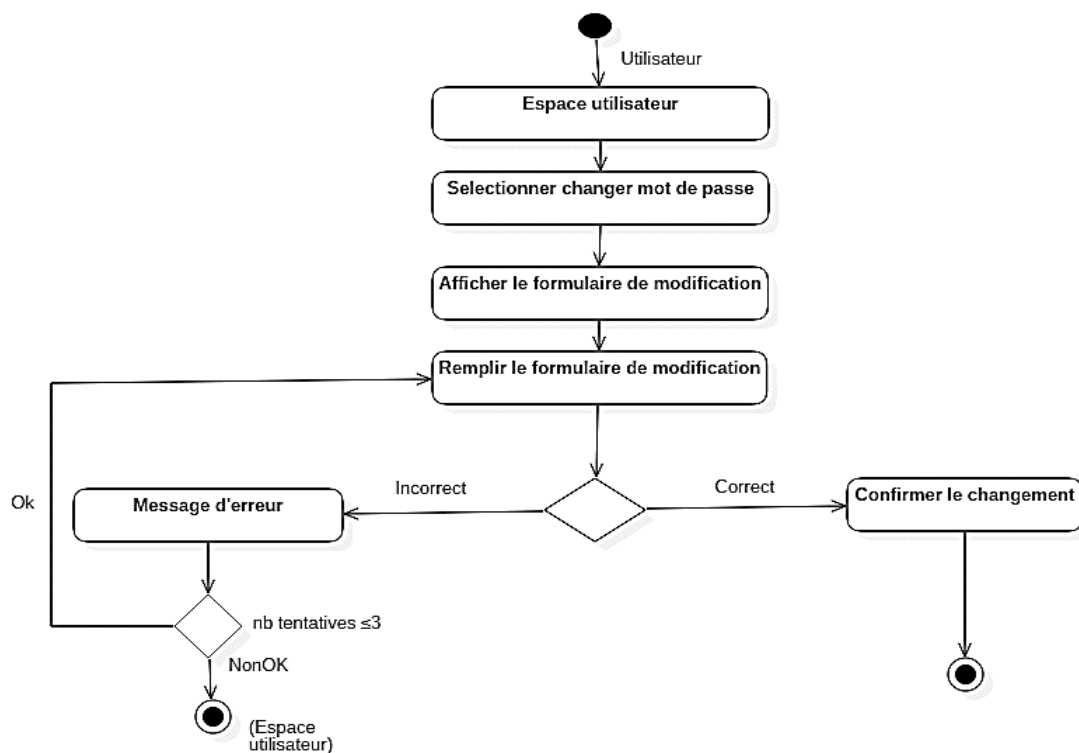 Utilisateur
Espace utilisateur
Selectionner changer mot de passe
Afficher le formulaire de modification
Remplir le formulaire de modification
Incorrect
Correct
Ok
Message d'erreur
Confirmer le changement
nb tentatives ≤3
NonOK
(Espace
utilisateur)